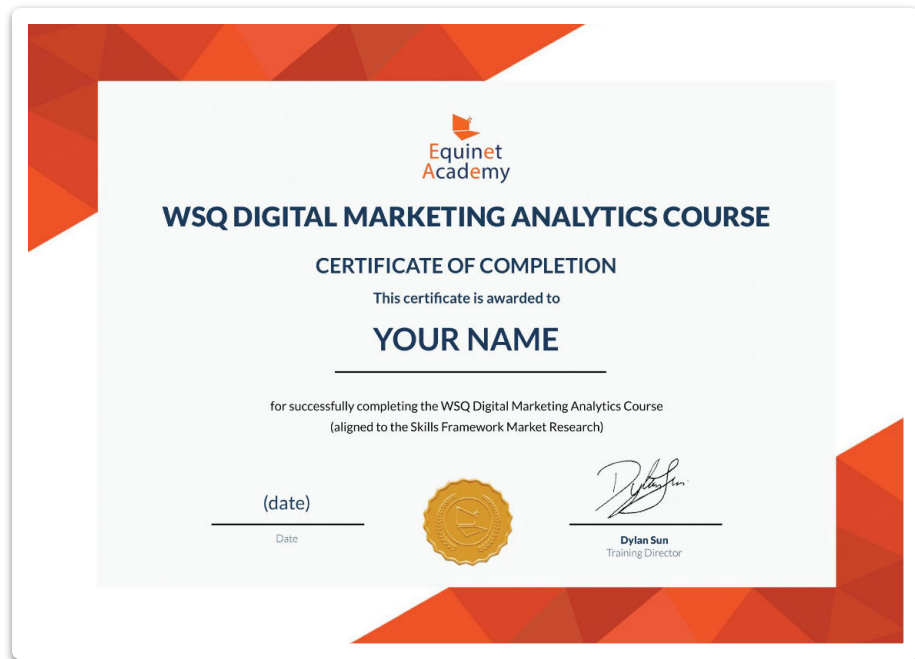 Equinet
Academy
WSQ DIGITAL MARKETING ANALYTICS COURSE
CERTIFICATE OF COMPLETION
This certificate is awarded to
YOUR NAME
for successfully completing the WSQ Digital Marketing Analytics Course
(aligned to the Skills Framework Market Research)
(date)
Date
Dylan Sun
Dylan Sun
Training Director